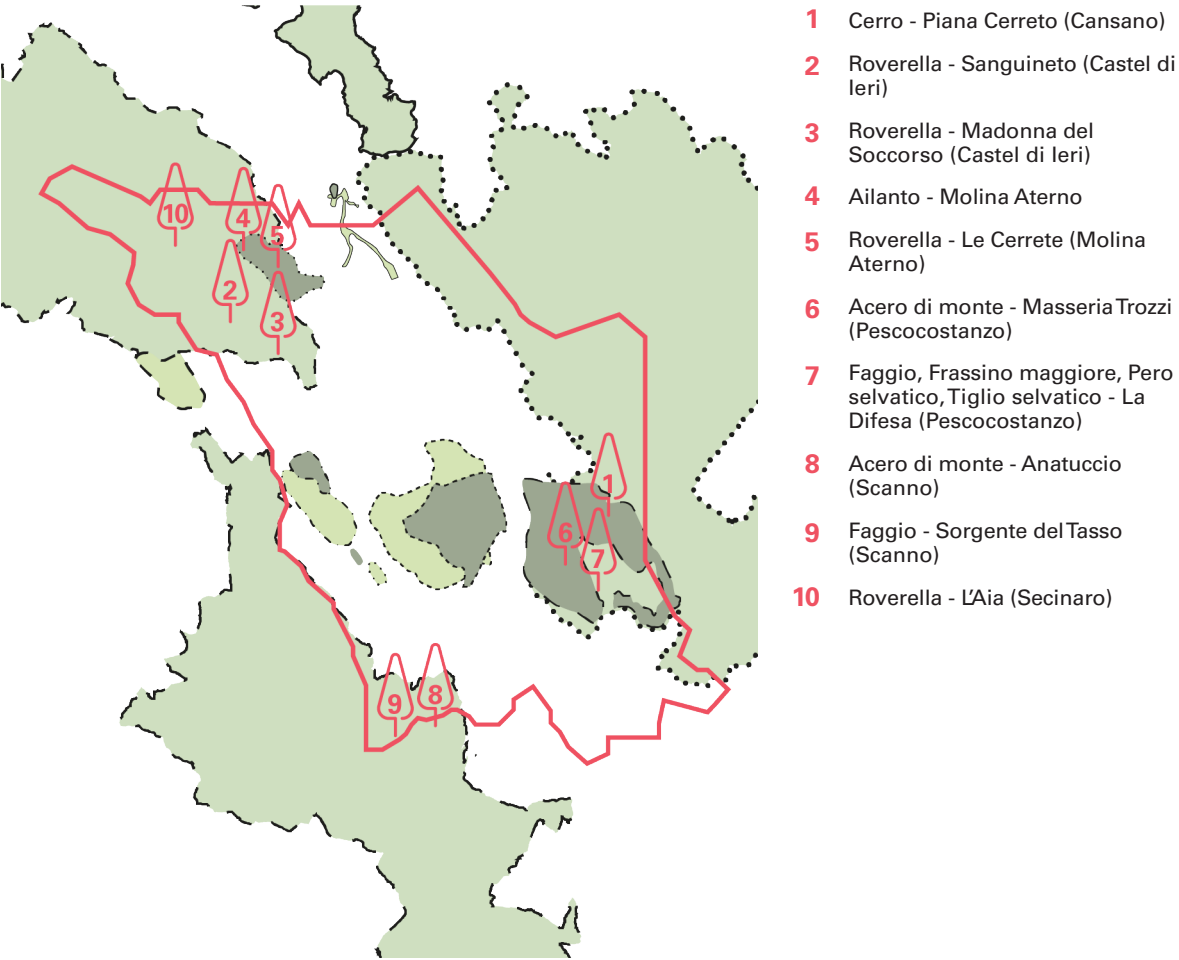 1 Cerro - Piana Cerreto (Cansano)
2 Roverella - Sanguineto (Castel di
Ieri)
3 Roverella - Madonna del
Soccorso (Castel di Ieri)
4 Ailanto - Molina Aterno
5 Roverella - Le Cerrete (Molina
Aterno)
6 Acero di monte - Masseria Trozzi
(Pescocostanzo)
7 Faggio, Frassino maggiore, Pero
selvatico, Tiglio selvatico - La
Difesa (Pescocostanzo)
8 Acero di monte - Anatuccio
(Scanno)
9 Faggio - Sorgente del Tasso
(Scanno)
10 Roverella - L'Aia (Secinaro)
10
4
5
2
3
1
6
7
8
9